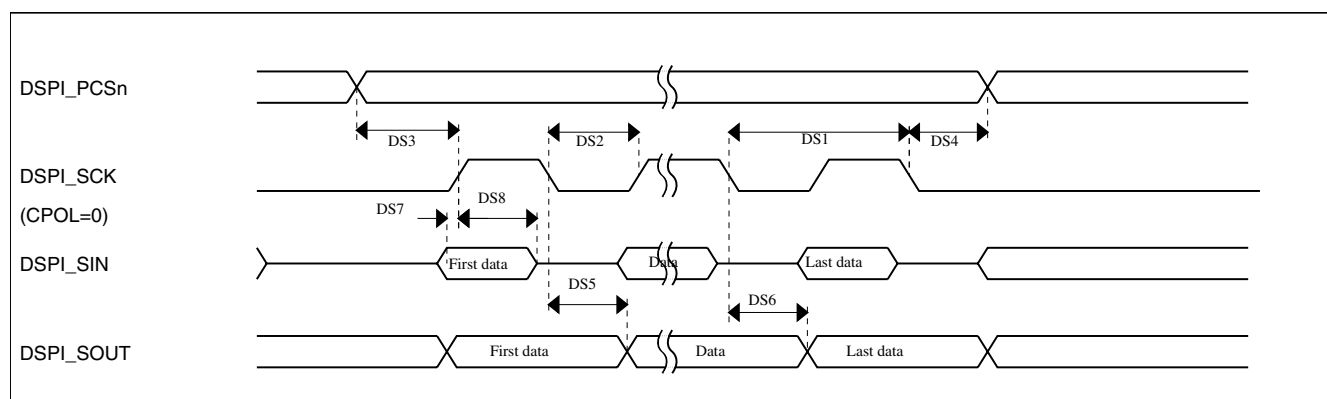 DSPI_PCSn
DS3
DS2
DS1
DS4
DSPI_SCK
(CPOL=0)
DS7
DS8
DSPI_SIN
First data
Data
Last data
DS5
DS6
DSPI_SOUT
First data
Data
Last data